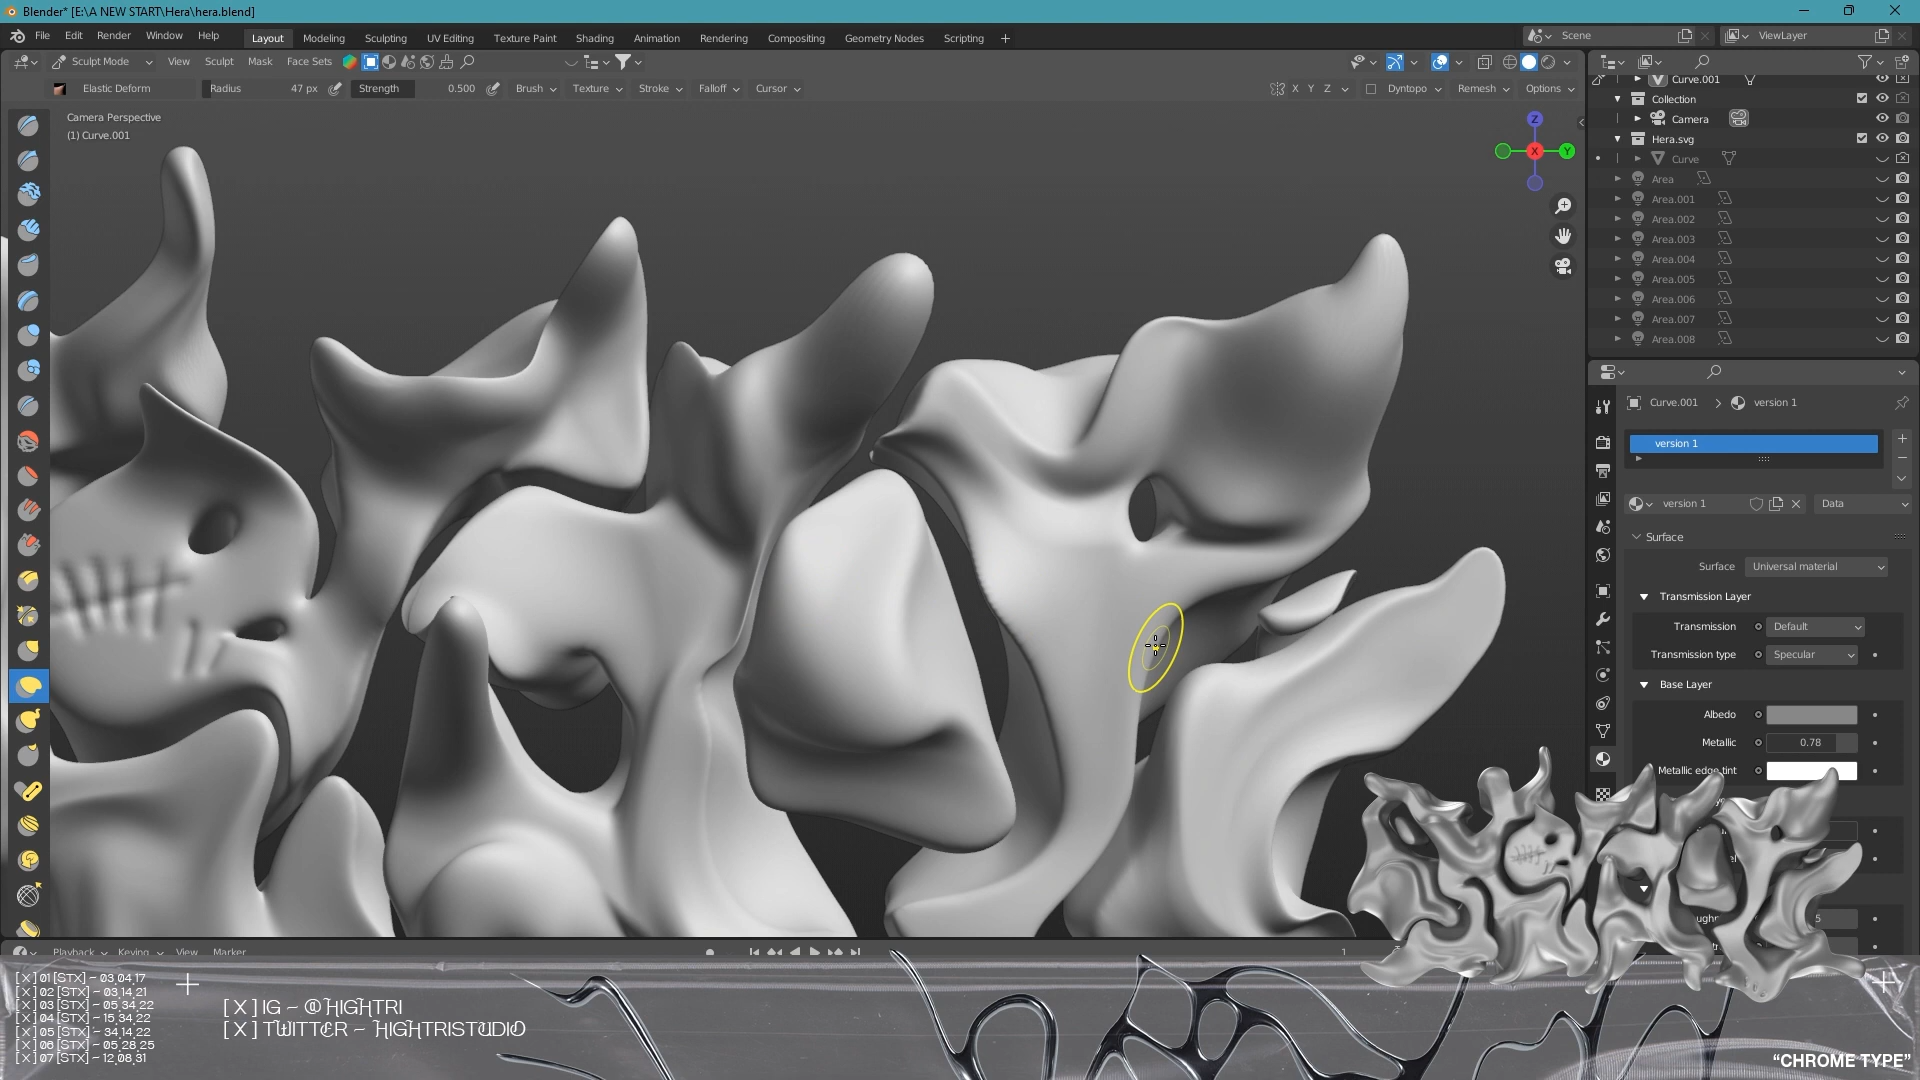 Blender* [E:\A NEW START\Hera\hera.blend]
File Edit Render Window Help Layout Modeling Sculpting UV Editing Texture Paint Shading Animation Rendering Compositing Geometry Nodes Scripting + Scene ViewLayer
Sculpt Mode View Sculpt Mask Face Sets
Elastic Deform Radius 47 px Strength 0.500 Brush Texture Stroke Falloff Cursor X Y Z Dyntopo Remesh Options
Camera Perspective
(1) Curve.001
Z
X
Y
Curve.001
Collection
Camera
Hera.svg
Curve
Area
Area.001
Area.002
Area.003
Area.004
Area.005
Area.006
Area.007
Area.008
Curve.001 > version 1
version 1
version 1 Data
Surface
Surface Universal material
Transmission Layer
Transmission Default
Transmission type Specular
Base Layer
Albedo
Metallic 0.78
Metallic edge tint
Playback Keying View Marker 1
[X] 01 [STX] - 03.04.17
[X] 02 [STX] - 03.14.21
[X] 03 [STX] - 05.34.22
[X] 04 [STX] - 15.34.22
[X] 05 [STX] - 34.14.22
[X] 06 [STX] - 05.28.25
[X] 07 [STX] - 12.08.31
[X] IG - @HIGHTRI
[X] TWITTER - HIGHTRISTUDIO
“CHROME TYPE”